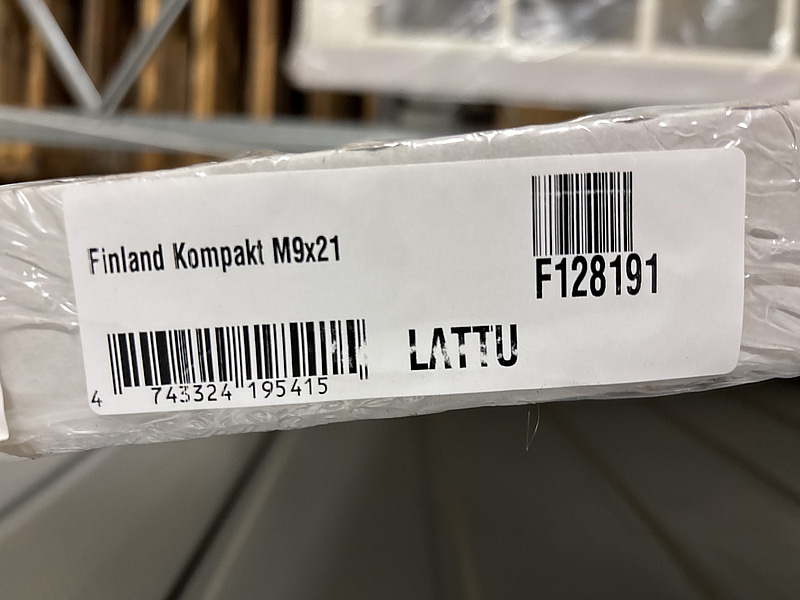 Finland Kompakt M9x21
F128191
LATTU
4 743324 195415